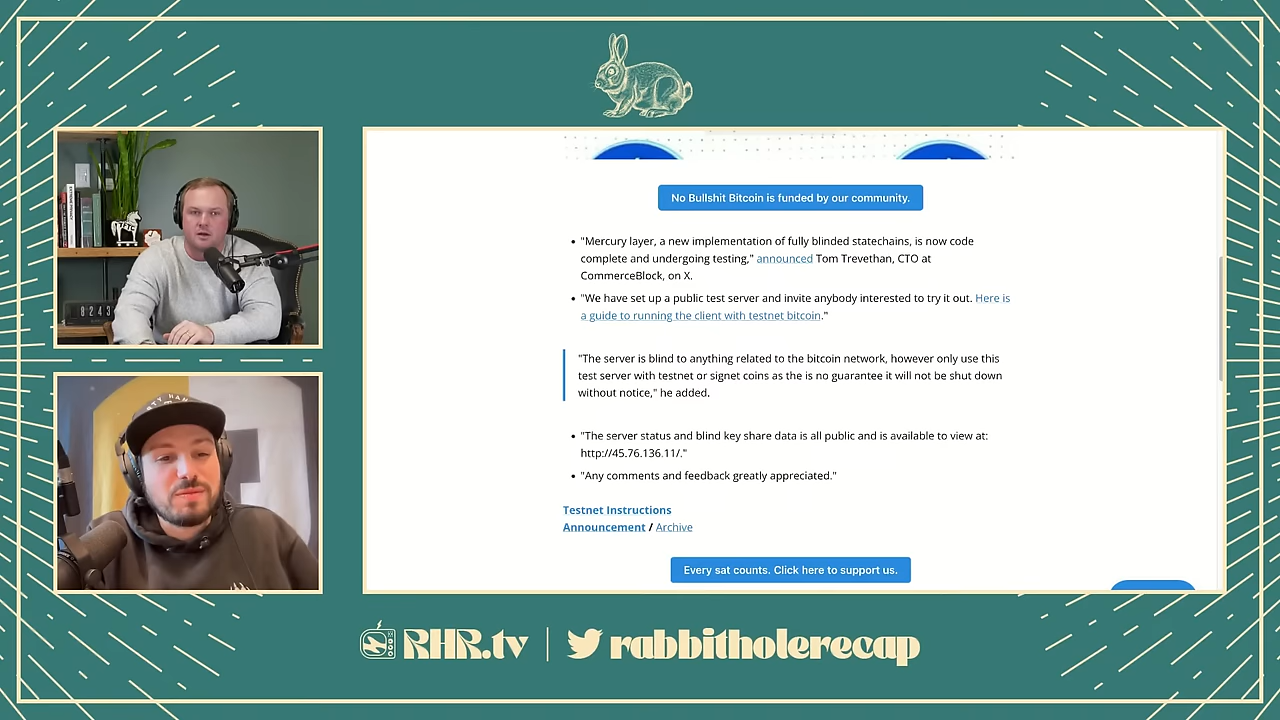 No Bullshit Bitcoin is funded by our community.
• "Mercury layer, a new implementation of fully blinded statechains, is now code
complete and undergoing testing," announced Tom Trevethan, CTO at
CommerceBlock, on X.
• "We have set up a public test server and invite anybody interested to try it out. Here is
a guide to running the client with testnet bitcoin."
"The server is blind to anything related to the bitcoin network, however only use this
test server with testnet or signet coins as the is no guarantee it will not be shut down
without notice," he added.
• "The server status and blind key share data is all public and is available to view at:
http://45.76.136.11/."
• "Any comments and feedback greatly appreciated."
Testnet Instructions
Announcement / Archive
Every sat counts. Click here to support us.
TFTC
8243
RHR.tv | rabbitholerecap